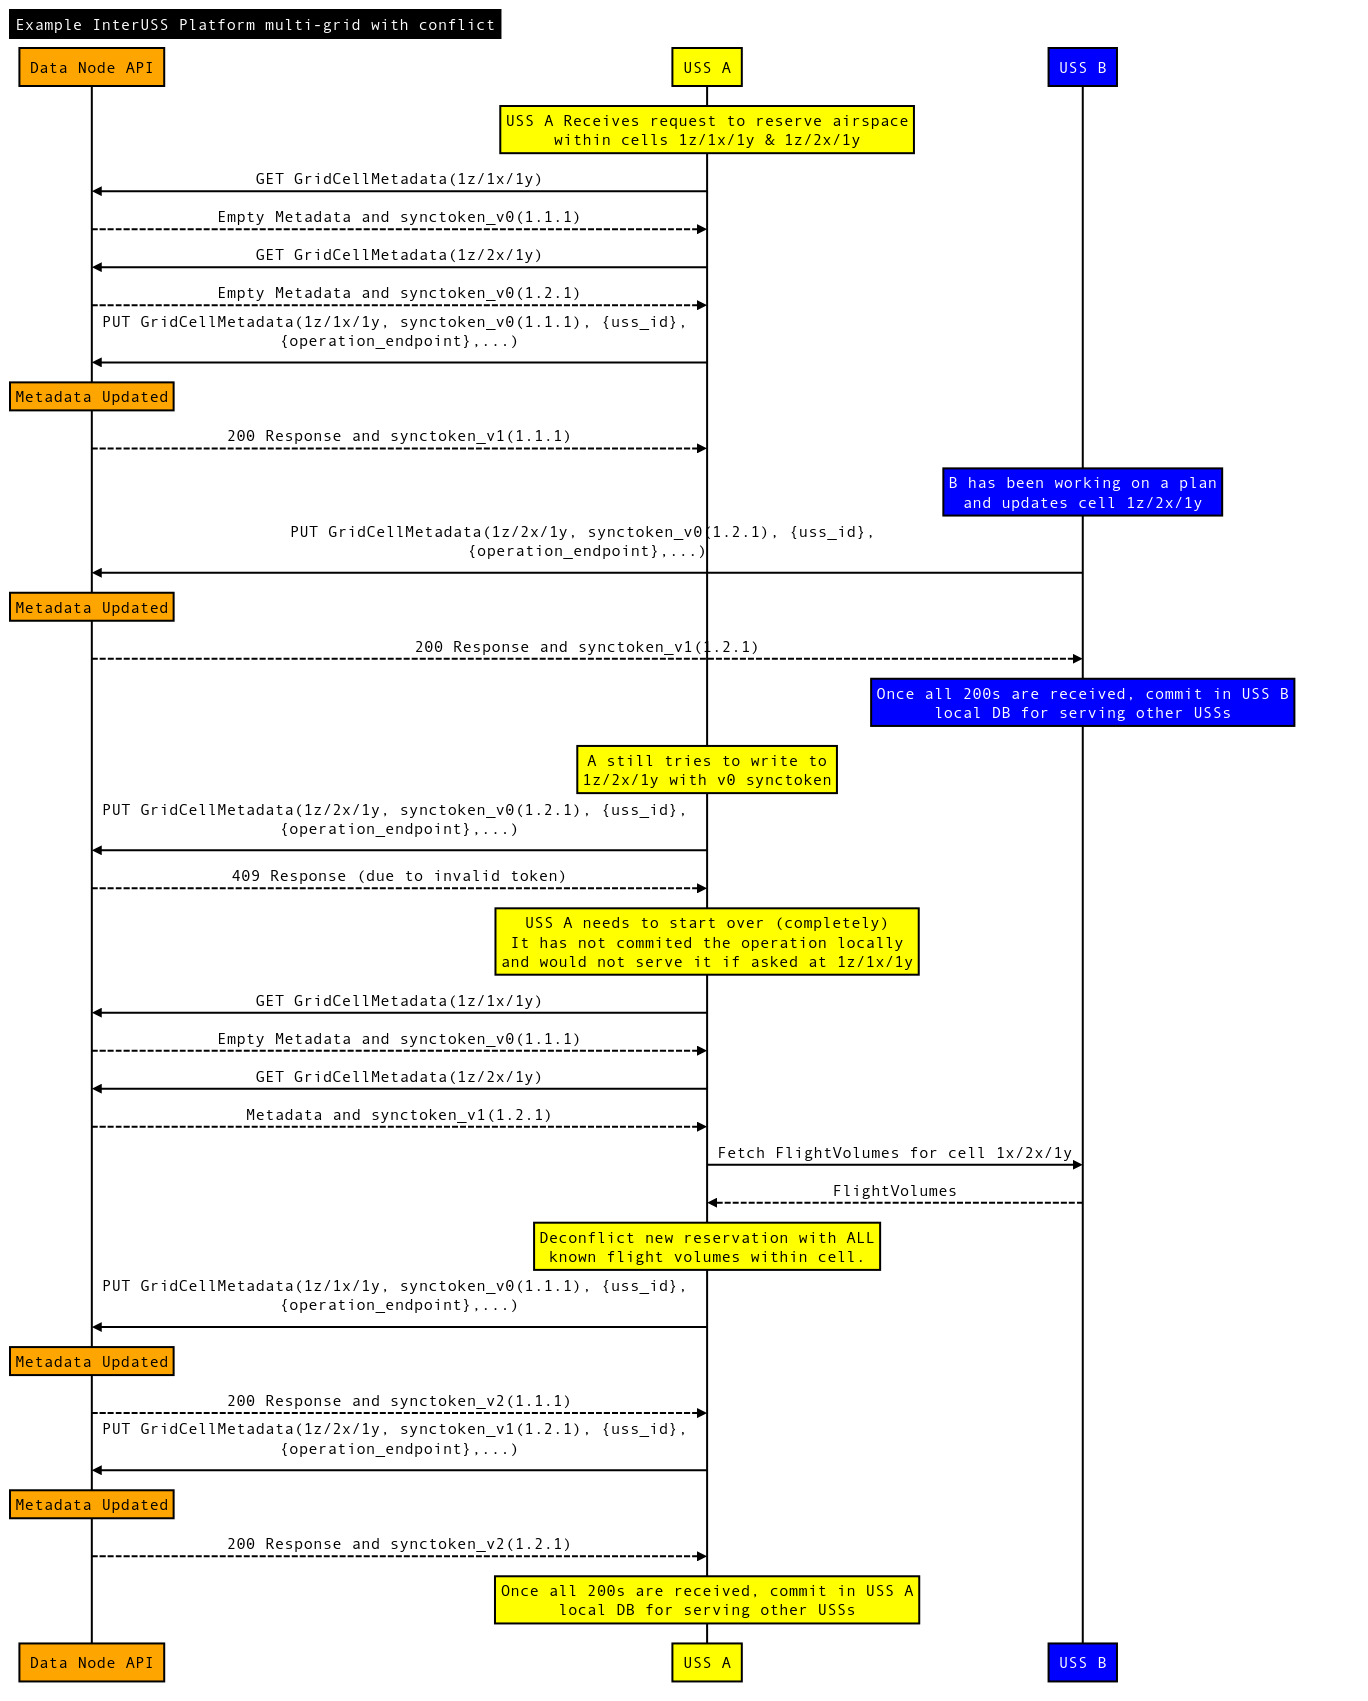 Example InterUSS Platform multi-grid with conflict
Data Node API
USS A
USS B
USS A Receives request to reserve airspace
within cells 1z/1x/1y & 1z/2x/1y
GET GridCellMetadata(1z/1x/1y)
Empty Metadata and synctoken_v0(1.1.1)
GET GridCellMetadata(1z/2x/1y)
Empty Metadata and synctoken_v0(1.2.1)
PUT GridCellMetadata(1z/1x/1y, synctoken_v0(1.1.1), {uss_id},
{operation_endpoint},...)
Metadata Updated
200 Response and synctoken_v1(1.1.1)
B has been working on a plan
and updates cell 1z/2x/1y
PUT GridCellMetadata(1z/2x/1y, synctoken_v0(1.2.1), {uss_id},
{operation_endpoint},...)
Metadata Updated
200 Response and synctoken_v1(1.2.1)
Once all 200s are received, commit in USS B
local DB for serving other USSs
A still tries to write to
1z/2x/1y with v0 synctoken
PUT GridCellMetadata(1z/2x/1y, synctoken_v0(1.2.1), {uss_id},
{operation_endpoint},...)
409 Response (due to invalid token)
USS A needs to start over (completely)
It has not commited the operation locally
and would not serve it if asked at 1z/1x/1y
GET GridCellMetadata(1z/1x/1y)
Empty Metadata and synctoken_v0(1.1.1)
GET GridCellMetadata(1z/2x/1y)
Metadata and synctoken_v1(1.2.1)
Fetch FlightVolumes for cell 1x/2x/1y
FlightVolumes
Deconflict new reservation with ALL
known flight volumes within cell.
PUT GridCellMetadata(1z/1x/1y, synctoken_v0(1.1.1), {uss_id},
{operation_endpoint},...)
Metadata Updated
200 Response and synctoken_v2(1.1.1)
PUT GridCellMetadata(1z/2x/1y, synctoken_v1(1.2.1), {uss_id},
{operation_endpoint},...)
Metadata Updated
200 Response and synctoken_v2(1.2.1)
Once all 200s are received, commit in USS A
local DB for serving other USSs
Data Node API
USS A
USS B